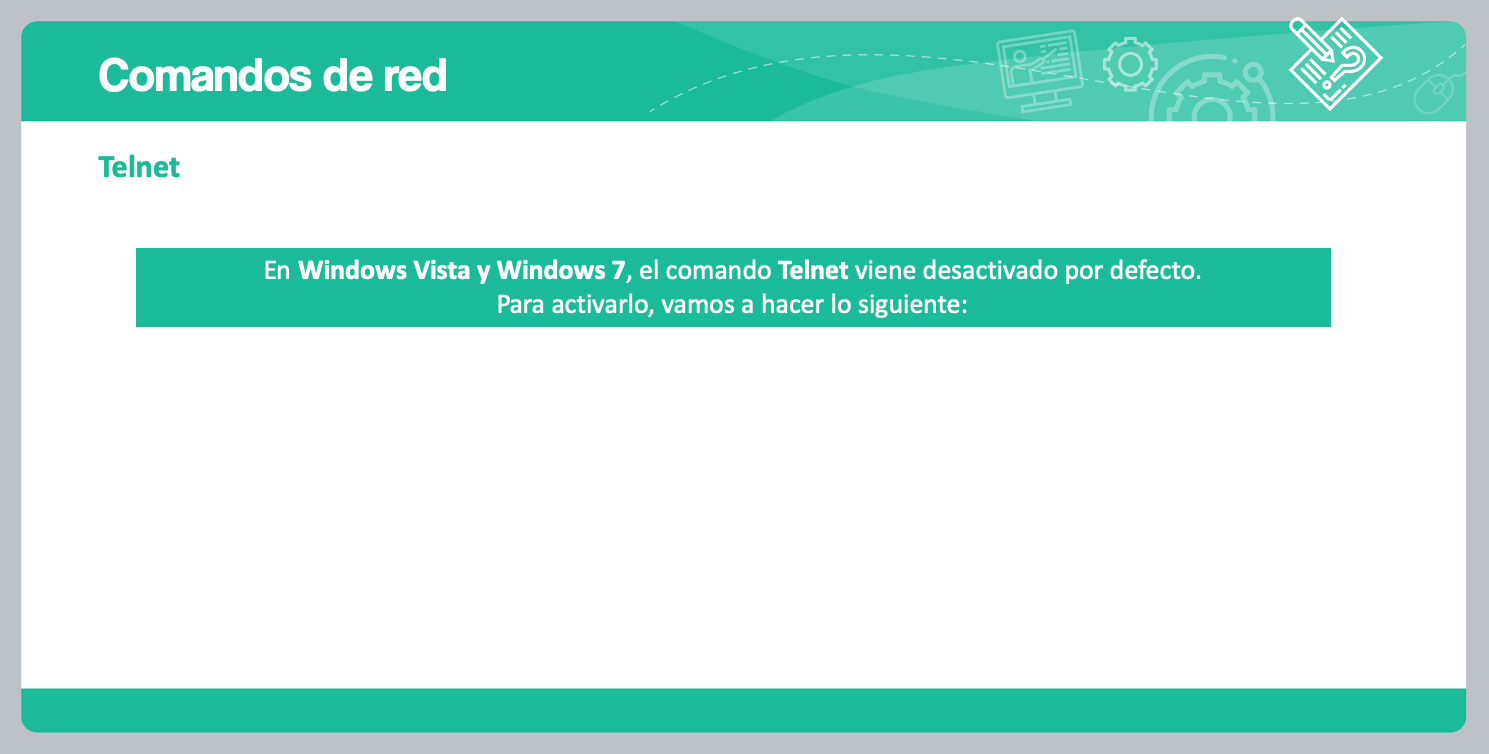 Comandos de red
Telnet
En Windows Vista y Windows 7, el comando Telnet viene desactivado por defecto.
Para activarlo, vamos a hacer lo siguiente: